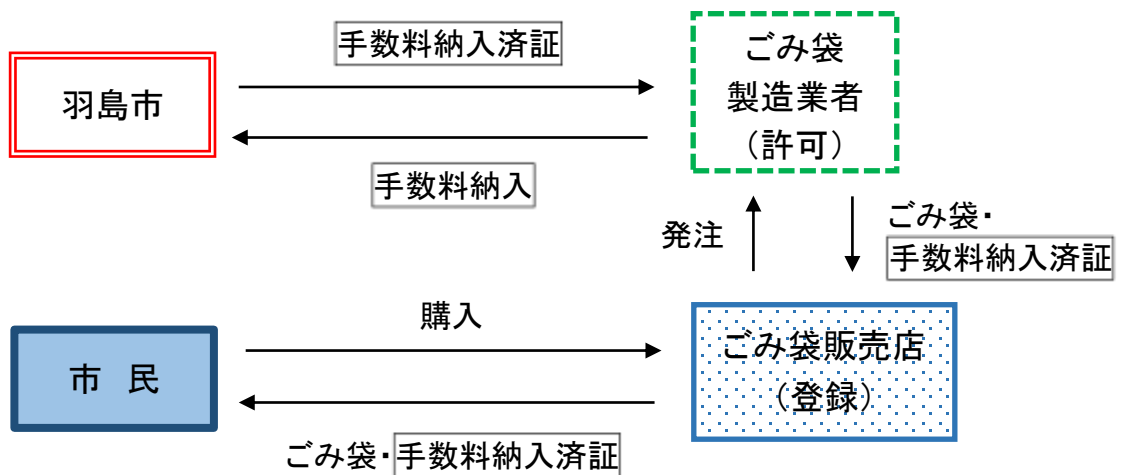 手数料納入済証
羽島市
ごみ袋
製造業者
（許可）
手数料納入
発注
ごみ袋・
手数料納入済証
購入
市　民
ごみ袋販売店
（登録）
ごみ袋・手数料納入済証